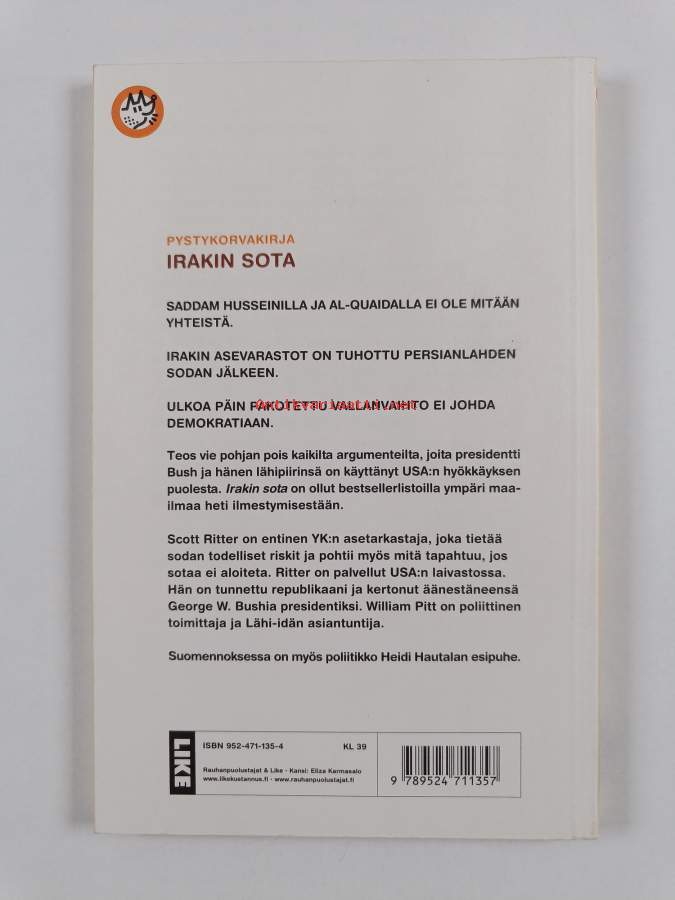 PYSTYKORVAKIRJA
IRAKIN SOTA
SADDAM HUSSEINILLA JA AL-QUAIDALLA EI OLE MITÄÄN
YHTEISTÄ.
IRAKIN ASEVARASTOT ON TUHOTTU PERSIANLAHDEN
SODAN JÄLKEEN.
ULKOA PÄIN PAKOTETTU VALLANVAIHTO EI JOHDA
DEMOKRATIAAN.
Antikvariaatti.net
Teos vie pohjan pois kaikilta argumenteilta, joita presidentti
Bush ja hänen lähipiirinsä on käyttänyt USA:n hyökkäyksen
puolesta. Irakin sota on ollut bestsellerlistoilla ympäri maa-
ilmaa heti ilmestymisestään.
Scott Ritter on entinen YK:n asetarkastaja, joka tietää
sodan todelliset riskit ja pohtii myös mitä tapahtuu, jos
sotaa ei aloiteta. Ritter on palvellut USA:n laivastossa.
Hän on tunnettu republikaani ja kertonut äänestäneensä
George W. Bushia presidentiksi. William Pitt on poliittinen
toimittaja ja Lähi-idän asiantuntija.
Suomennoksessa on myös poliitikko Heidi Hautalan esipuhe.
LIKE
ISBN 952-471-135-4 KL 39
Rauhanpuolustajat & Like · Kansi: Eliza Karmasalo
www.likekustannus.fi · www.rauhanpuolustajat.fi
9 789524 711357